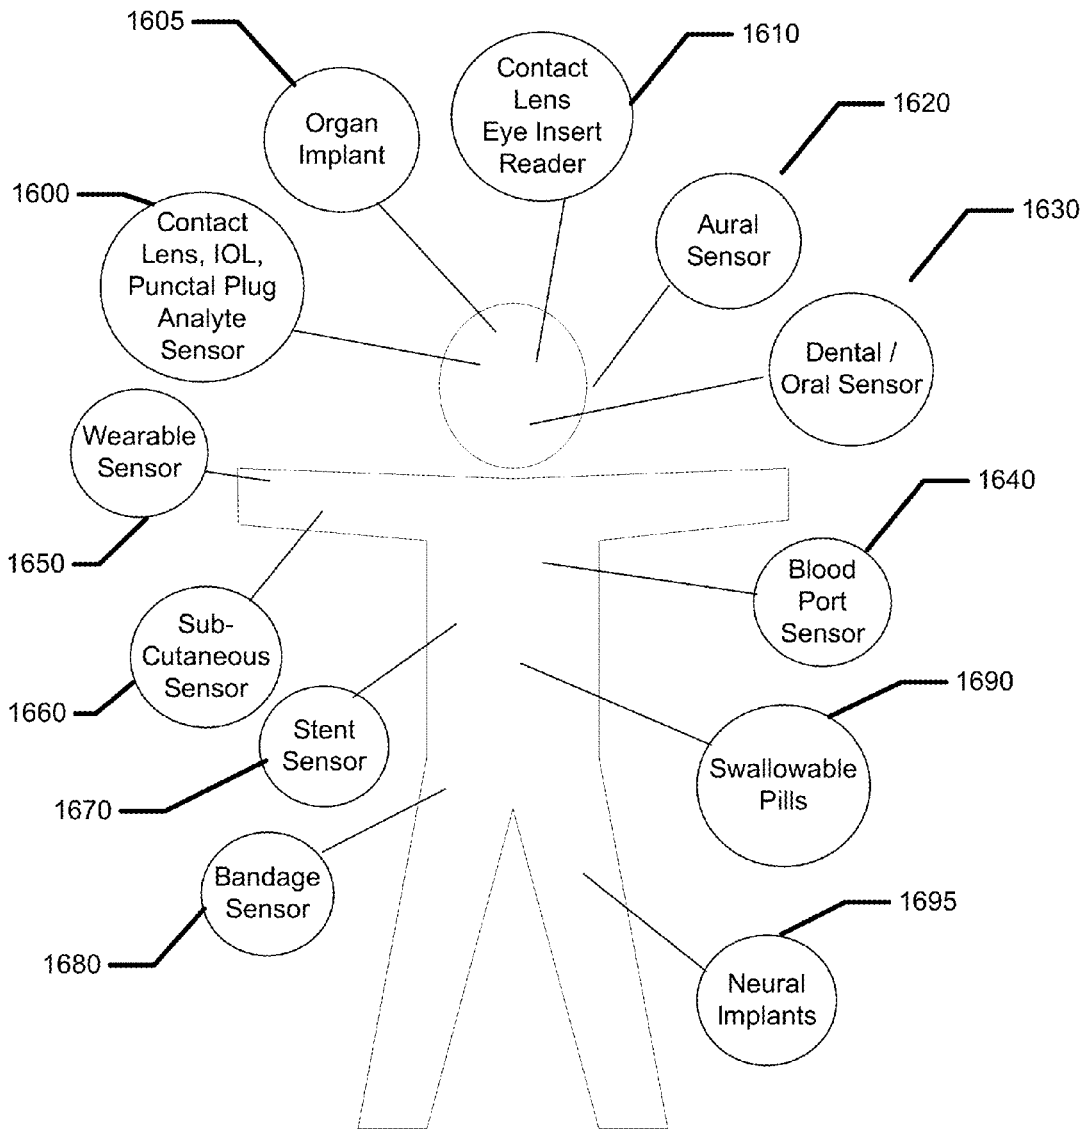 1605
Organ
Implant
1610
Contact
Lens
Eye Insert
Reader
1620
Aural
Sensor
1600
Contact
Lens, IOL,
Punctal Plug
Analyte
Sensor
1630
Dental /
Oral Sensor
Wearable
Sensor
1650
1640
Blood
Port
Sensor
Sub-
Cutaneous
Sensor
1660
Stent
Sensor
1670
1690
Swallowable
Pills
Bandage
Sensor
1680
1695
Neural
Implants